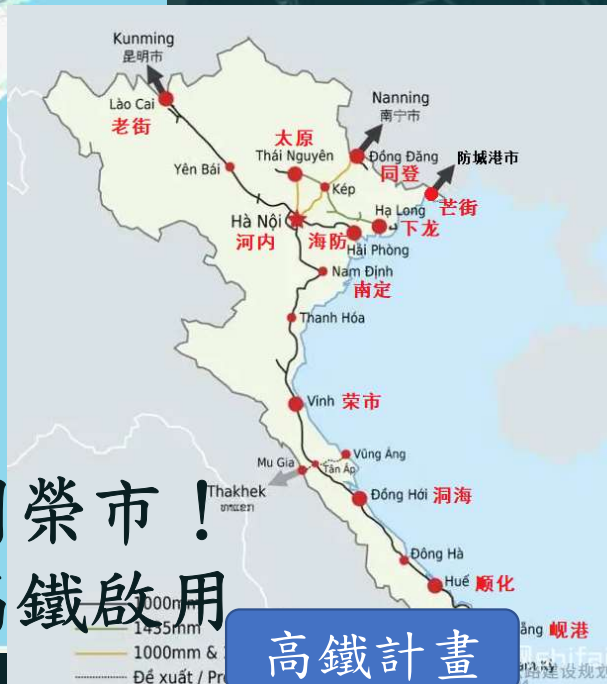 Kunming
昆明市
Lào Cai
老街
Nanning
南宁市
太原
Thái Nguyên
Đồng Đăng
同登
防城港市
Yên Bái
Kép
芒街
Hà Nội
河内
Hạ Long
下龙
海防
Hải Phòng
Nam Định
南定
Thanh Hóa
Vinh 荣市
Mu Gia
Tân Ấp
Vũng Áng
Thakhek
Đồng Hới 洞海
榮市！
Đông Hà
Huế 顺化
鐵啟用
1435mm
1000mm &
Đề xuất /
岘港
高鐵計畫